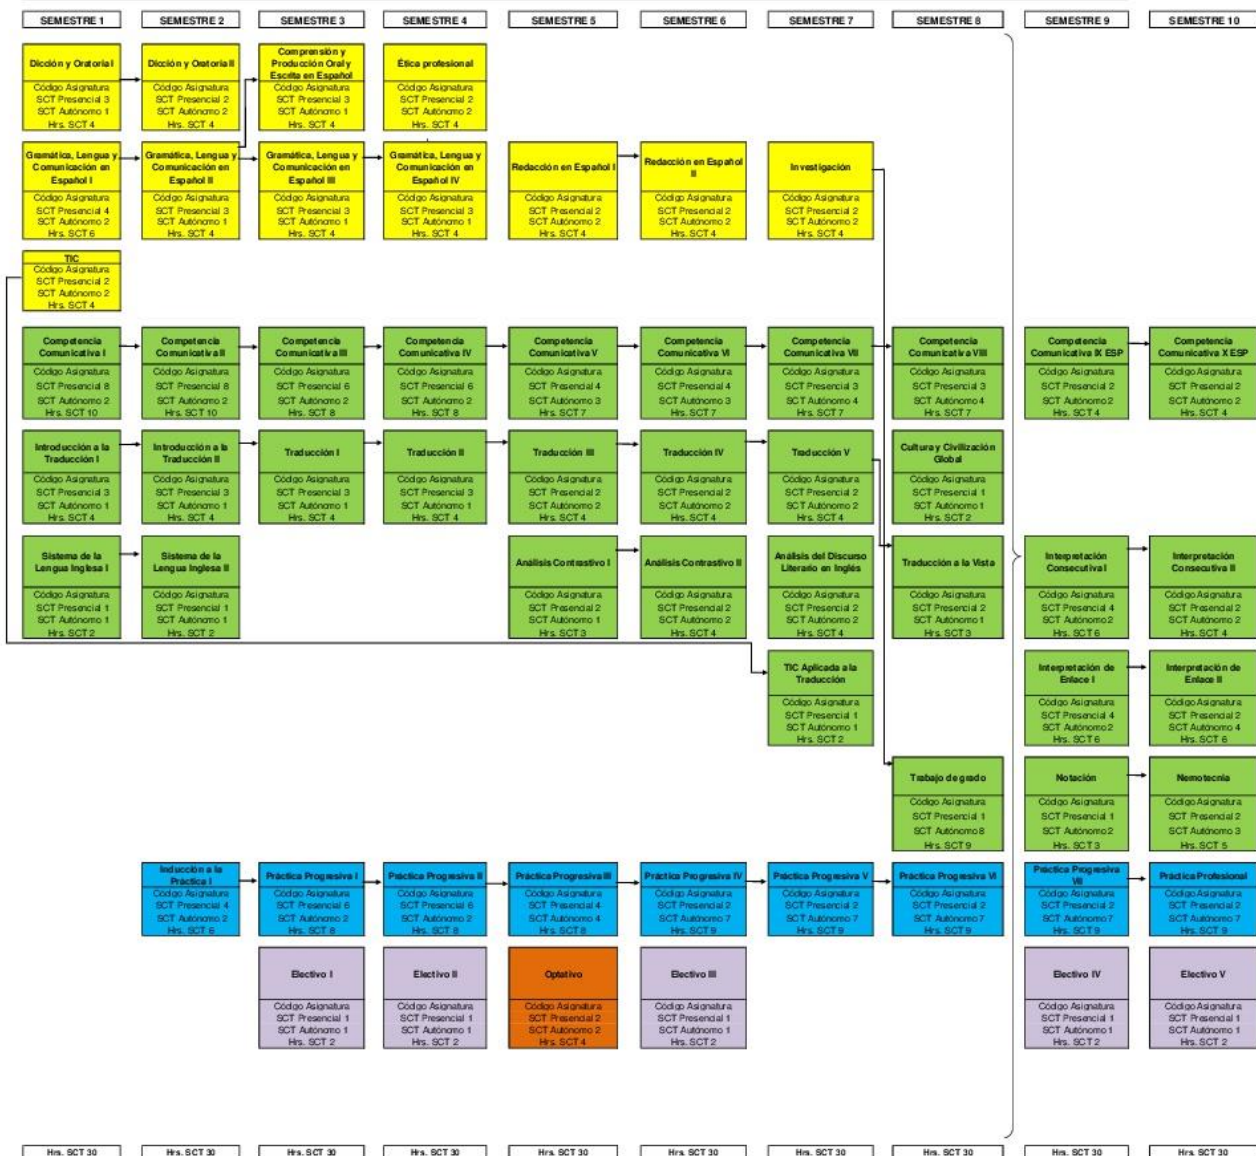 SEMESTRE 1
SEMESTRE 2
SEMESTRE 3
SEMESTRE 4
SEMESTRE 5
SEMESTRE 6
SEMESTRE 7
SEMESTRE 8
SEMESTRE 9
SEMESTRE 10
Dicción y Oratoria I
Código Asignatura
SCT Presencial 3
SCT Autónomo 1
Hrs. SCT 4
Dicción y Oratoria II
Código Asignatura
SCT Presencial 2
SCT Autónomo 2
Hrs. SCT 4
Comprensión y
Producción Oral y
Escrita en Español
Código Asignatura
SCT Presencial 3
SCT Autónomo 1
Hrs. SCT 4
Ética profesional
Código Asignatura
SCT Presencial 2
SCT Autónomo 2
Hrs. SCT 4
Gramática, Lengua y
Comunicación en
Español I
Código Asignatura
SCT Presencial 4
SCT Autónomo 2
Hrs. SCT 6
Gramática, Lengua y
Comunicación en
Español II
Código Asignatura
SCT Presencial 3
SCT Autónomo 1
Hrs. SCT 4
Gramática, Lengua y
Comunicación en
Español III
Código Asignatura
SCT Presencial 3
SCT Autónomo 1
Hrs. SCT 4
Gramática, Lengua y
Comunicación en
Español IV
Código Asignatura
SCT Presencial 3
SCT Autónomo 1
Hrs. SCT 4
Redacción en Español I
Código Asignatura
SCT Presencial 2
SCT Autónomo 2
Hrs. SCT 4
Redacción en Español
II
Código Asignatura
SCT Presencial 2
SCT Autónomo 2
Hrs. SCT 4
Investigación
Código Asignatura
SCT Presencial 2
SCT Autónomo 2
Hrs. SCT 4
TIC
Código Asignatura
SCT Presencial 2
SCT Autónomo 2
Hrs. SCT 4
Competencia
Comunicativa I
Código Asignatura
SCT Presencial 8
SCT Autónomo 2
Hrs. SCT 10
Competencia
Comunicativa II
Código Asignatura
SCT Presencial 8
SCT Autónomo 2
Hrs. SCT 10
Competencia
Comunicativa III
Código Asignatura
SCT Presencial 6
SCT Autónomo 2
Hrs. SCT 8
Competencia
Comunicativa IV
Código Asignatura
SCT Presencial 6
SCT Autónomo 2
Hrs. SCT 8
Competencia
Comunicativa V
Código Asignatura
SCT Presencial 4
SCT Autónomo 3
Hrs. SCT 7
Competencia
Comunicativa VI
Código Asignatura
SCT Presencial 4
SCT Autónomo 3
Hrs. SCT 7
Competencia
Comunicativa VII
Código Asignatura
SCT Presencial 3
SCT Autónomo 4
Hrs. SCT 7
Competencia
Comunicativa VIII
Código Asignatura
SCT Presencial 3
SCT Autónomo 4
Hrs. SCT 7
Competencia
Comunicativa IX ESP
Código Asignatura
SCT Presencial 2
SCT Autónomo 2
Hrs. SCT 4
Competencia
Comunicativa X ESP
Código Asignatura
SCT Presencial 2
SCT Autónomo 2
Hrs. SCT 4
Introducción a la
Traducción I
Código Asignatura
SCT Presencial 3
SCT Autónomo 1
Hrs. SCT 4
Introducción a la
Traducción II
Código Asignatura
SCT Presencial 3
SCT Autónomo 1
Hrs. SCT 4
Traducción I
Código Asignatura
SCT Presencial 3
SCT Autónomo 1
Hrs. SCT 4
Traducción II
Código Asignatura
SCT Presencial 3
SCT Autónomo 1
Hrs. SCT 4
Traducción III
Código Asignatura
SCT Presencial 2
SCT Autónomo 2
Hrs. SCT 4
Traducción IV
Código Asignatura
SCT Presencial 2
SCT Autónomo 2
Hrs. SCT 4
Traducción V
Código Asignatura
SCT Presencial 2
SCT Autónomo 2
Hrs. SCT 4
Cultura y Civilización
Global
Código Asignatura
SCT Presencial 1
SCT Autónomo 1
Hrs. SCT 2
Sistema de la
Lengua Inglesa I
Código Asignatura
SCT Presencial 1
SCT Autónomo 1
Hrs. SCT 2
Sistema de la
Lengua Inglesa II
Código Asignatura
SCT Presencial 1
SCT Autónomo 1
Hrs. SCT 2
Análisis Contrastivo I
Código Asignatura
SCT Presencial 2
SCT Autónomo 1
Hrs. SCT 3
Análisis Contrastivo II
Código Asignatura
SCT Presencial 2
SCT Autónomo 2
Hrs. SCT 4
Análisis del Discurso
Literario en Inglés
Código Asignatura
SCT Presencial 2
SCT Autónomo 2
Hrs. SCT 4
Traducción a la Vista
Código Asignatura
SCT Presencial 2
SCT Autónomo 1
Hrs. SCT 3
Interpretación
Consecutiva I
Código Asignatura
SCT Presencial 4
SCT Autónomo 2
Hrs. SCT 6
Interpretación
Consecutiva II
Código Asignatura
SCT Presencial 2
SCT Autónomo 2
Hrs. SCT 4
TIC Aplicada a la
Traducción
Código Asignatura
SCT Presencial 1
SCT Autónomo 1
Hrs. SCT 2
Interpretación de
Enlace I
Código Asignatura
SCT Presencial 4
SCT Autónomo 2
Hrs. SCT 6
Interpretación de
Enlace II
Código Asignatura
SCT Presencial 2
SCT Autónomo 4
Hrs. SCT 6
Trabajo de grado
Código Asignatura
SCT Presencial 1
SCT Autónomo 8
Hrs. SCT 9
Notación
Código Asignatura
SCT Presencial 1
SCT Autónomo 2
Hrs. SCT 3
Nemotecnia
Código Asignatura
SCT Presencial 2
SCT Autónomo 3
Hrs. SCT 5
Inducción a la
Práctica I
Código Asignatura
SCT Presencial 4
SCT Autónomo 2
Hrs. SCT 6
Práctica Progresiva I
Código Asignatura
SCT Presencial 6
SCT Autónomo 2
Hrs. SCT 8
Práctica Progresiva II
Código Asignatura
SCT Presencial 6
SCT Autónomo 2
Hrs. SCT 8
Práctica Progresiva III
Código Asignatura
SCT Presencial 4
SCT Autónomo 4
Hrs. SCT 8
Práctica Progresiva IV
Código Asignatura
SCT Presencial 2
SCT Autónomo 7
Hrs. SCT 9
Práctica Progresiva V
Código Asignatura
SCT Presencial 2
SCT Autónomo 7
Hrs. SCT 9
Práctica Progresiva VI
Código Asignatura
SCT Presencial 2
SCT Autónomo 7
Hrs. SCT 9
Práctica Progresiva
VII
Código Asignatura
SCT Presencial 2
SCT Autónomo 7
Hrs. SCT 9
Práctica Profesional
Código Asignatura
SCT Presencial 2
SCT Autónomo 7
Hrs. SCT 9
Electivo I
Código Asignatura
SCT Presencial 1
SCT Autónomo 1
Hrs. SCT 2
Electivo II
Código Asignatura
SCT Presencial 1
SCT Autónomo 1
Hrs. SCT 2
Optativo
Código Asignatura
SCT Presencial 2
SCT Autónomo 2
Hrs. SCT 4
Electivo III
Código Asignatura
SCT Presencial 1
SCT Autónomo 1
Hrs. SCT 2
Electivo IV
Código Asignatura
SCT Presencial 1
SCT Autónomo 1
Hrs. SCT 2
Electivo V
Código Asignatura
SCT Presencial 1
SCT Autónomo 1
Hrs. SCT 2
Hrs. SCT 30
Hrs. SCT 30
Hrs. SCT 30
Hrs. SCT 30
Hrs. SCT 30
Hrs. SCT 30
Hrs. SCT 30
Hrs. SCT 30
Hrs. SCT 30
Hrs. SCT 30